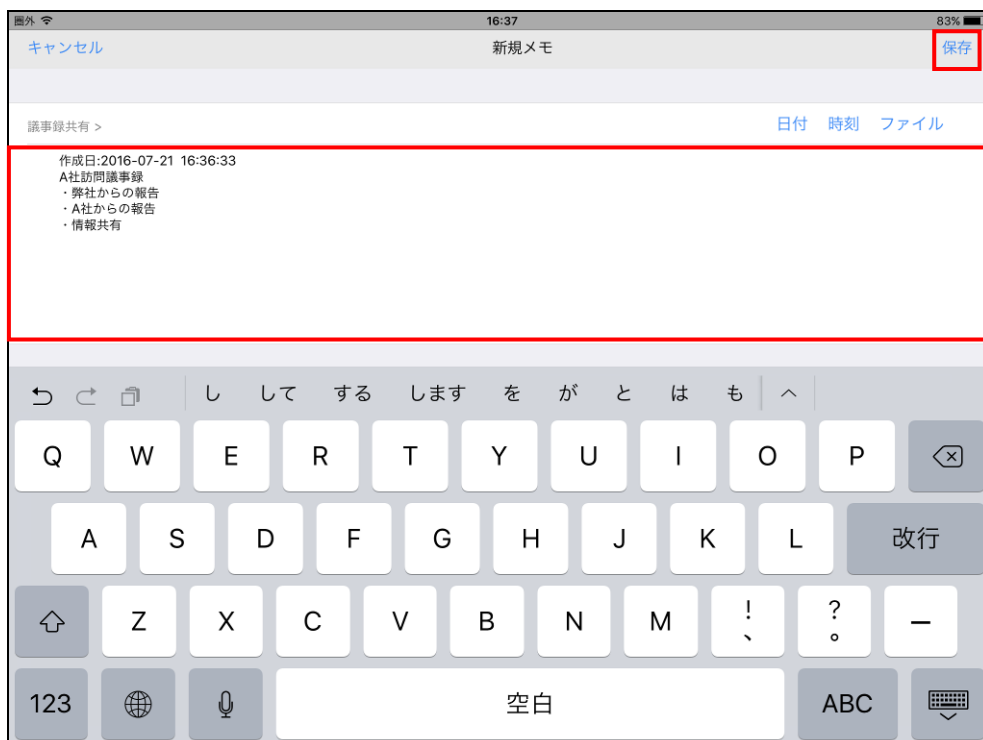 圏外 16:37 83%
キャンセル 新規メモ 保存
議事録共有 > 日付 時刻 ファイル
作成日:2016-07-21 16:36:33
A社訪問議事録
・弊社からの報告
・A社からの報告
・情報共有
し して する します を が と は も
Q W E R T Y U I O P
A S D F G H J K L 改行
Z X C V B N M ! 、 ? 。 ー
123 空白 ABC